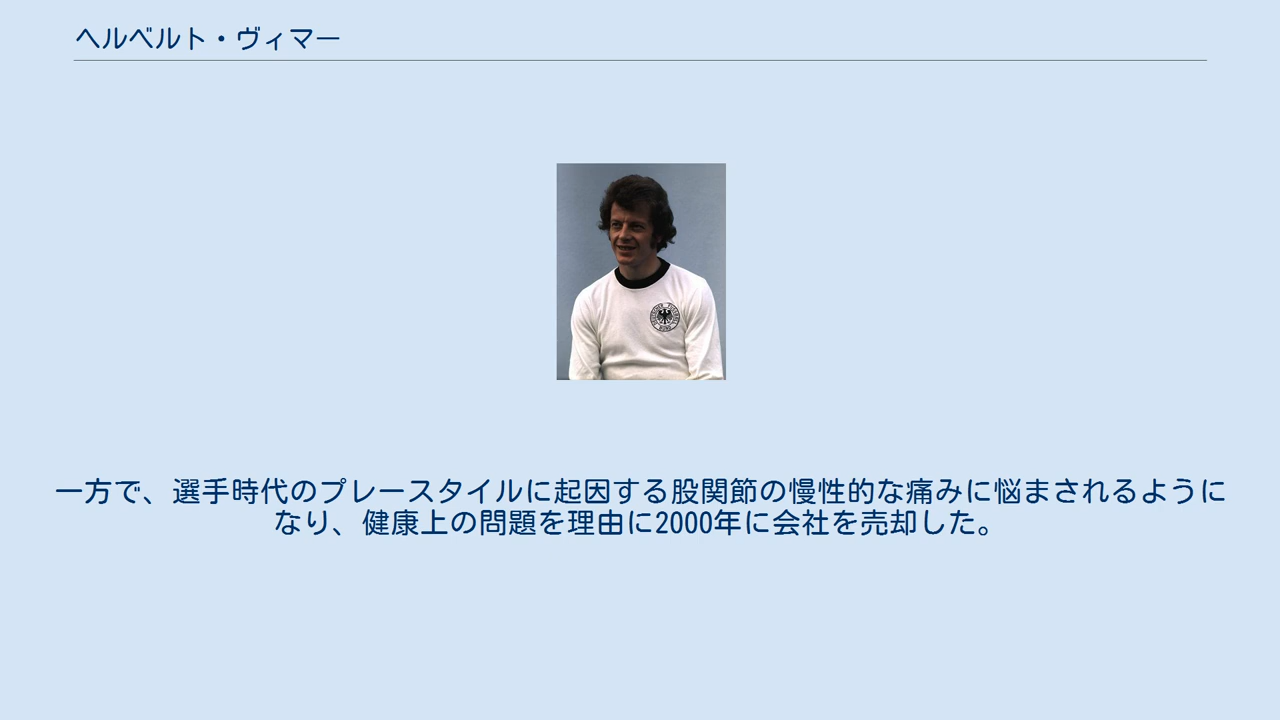 ヘルベルト・ヴィマー
一方で、選手時代のプレースタイルに起因する股関節の慢性的な痛みに悩まされるように
なり、健康上の問題を理由に2000年に会社を売却した。